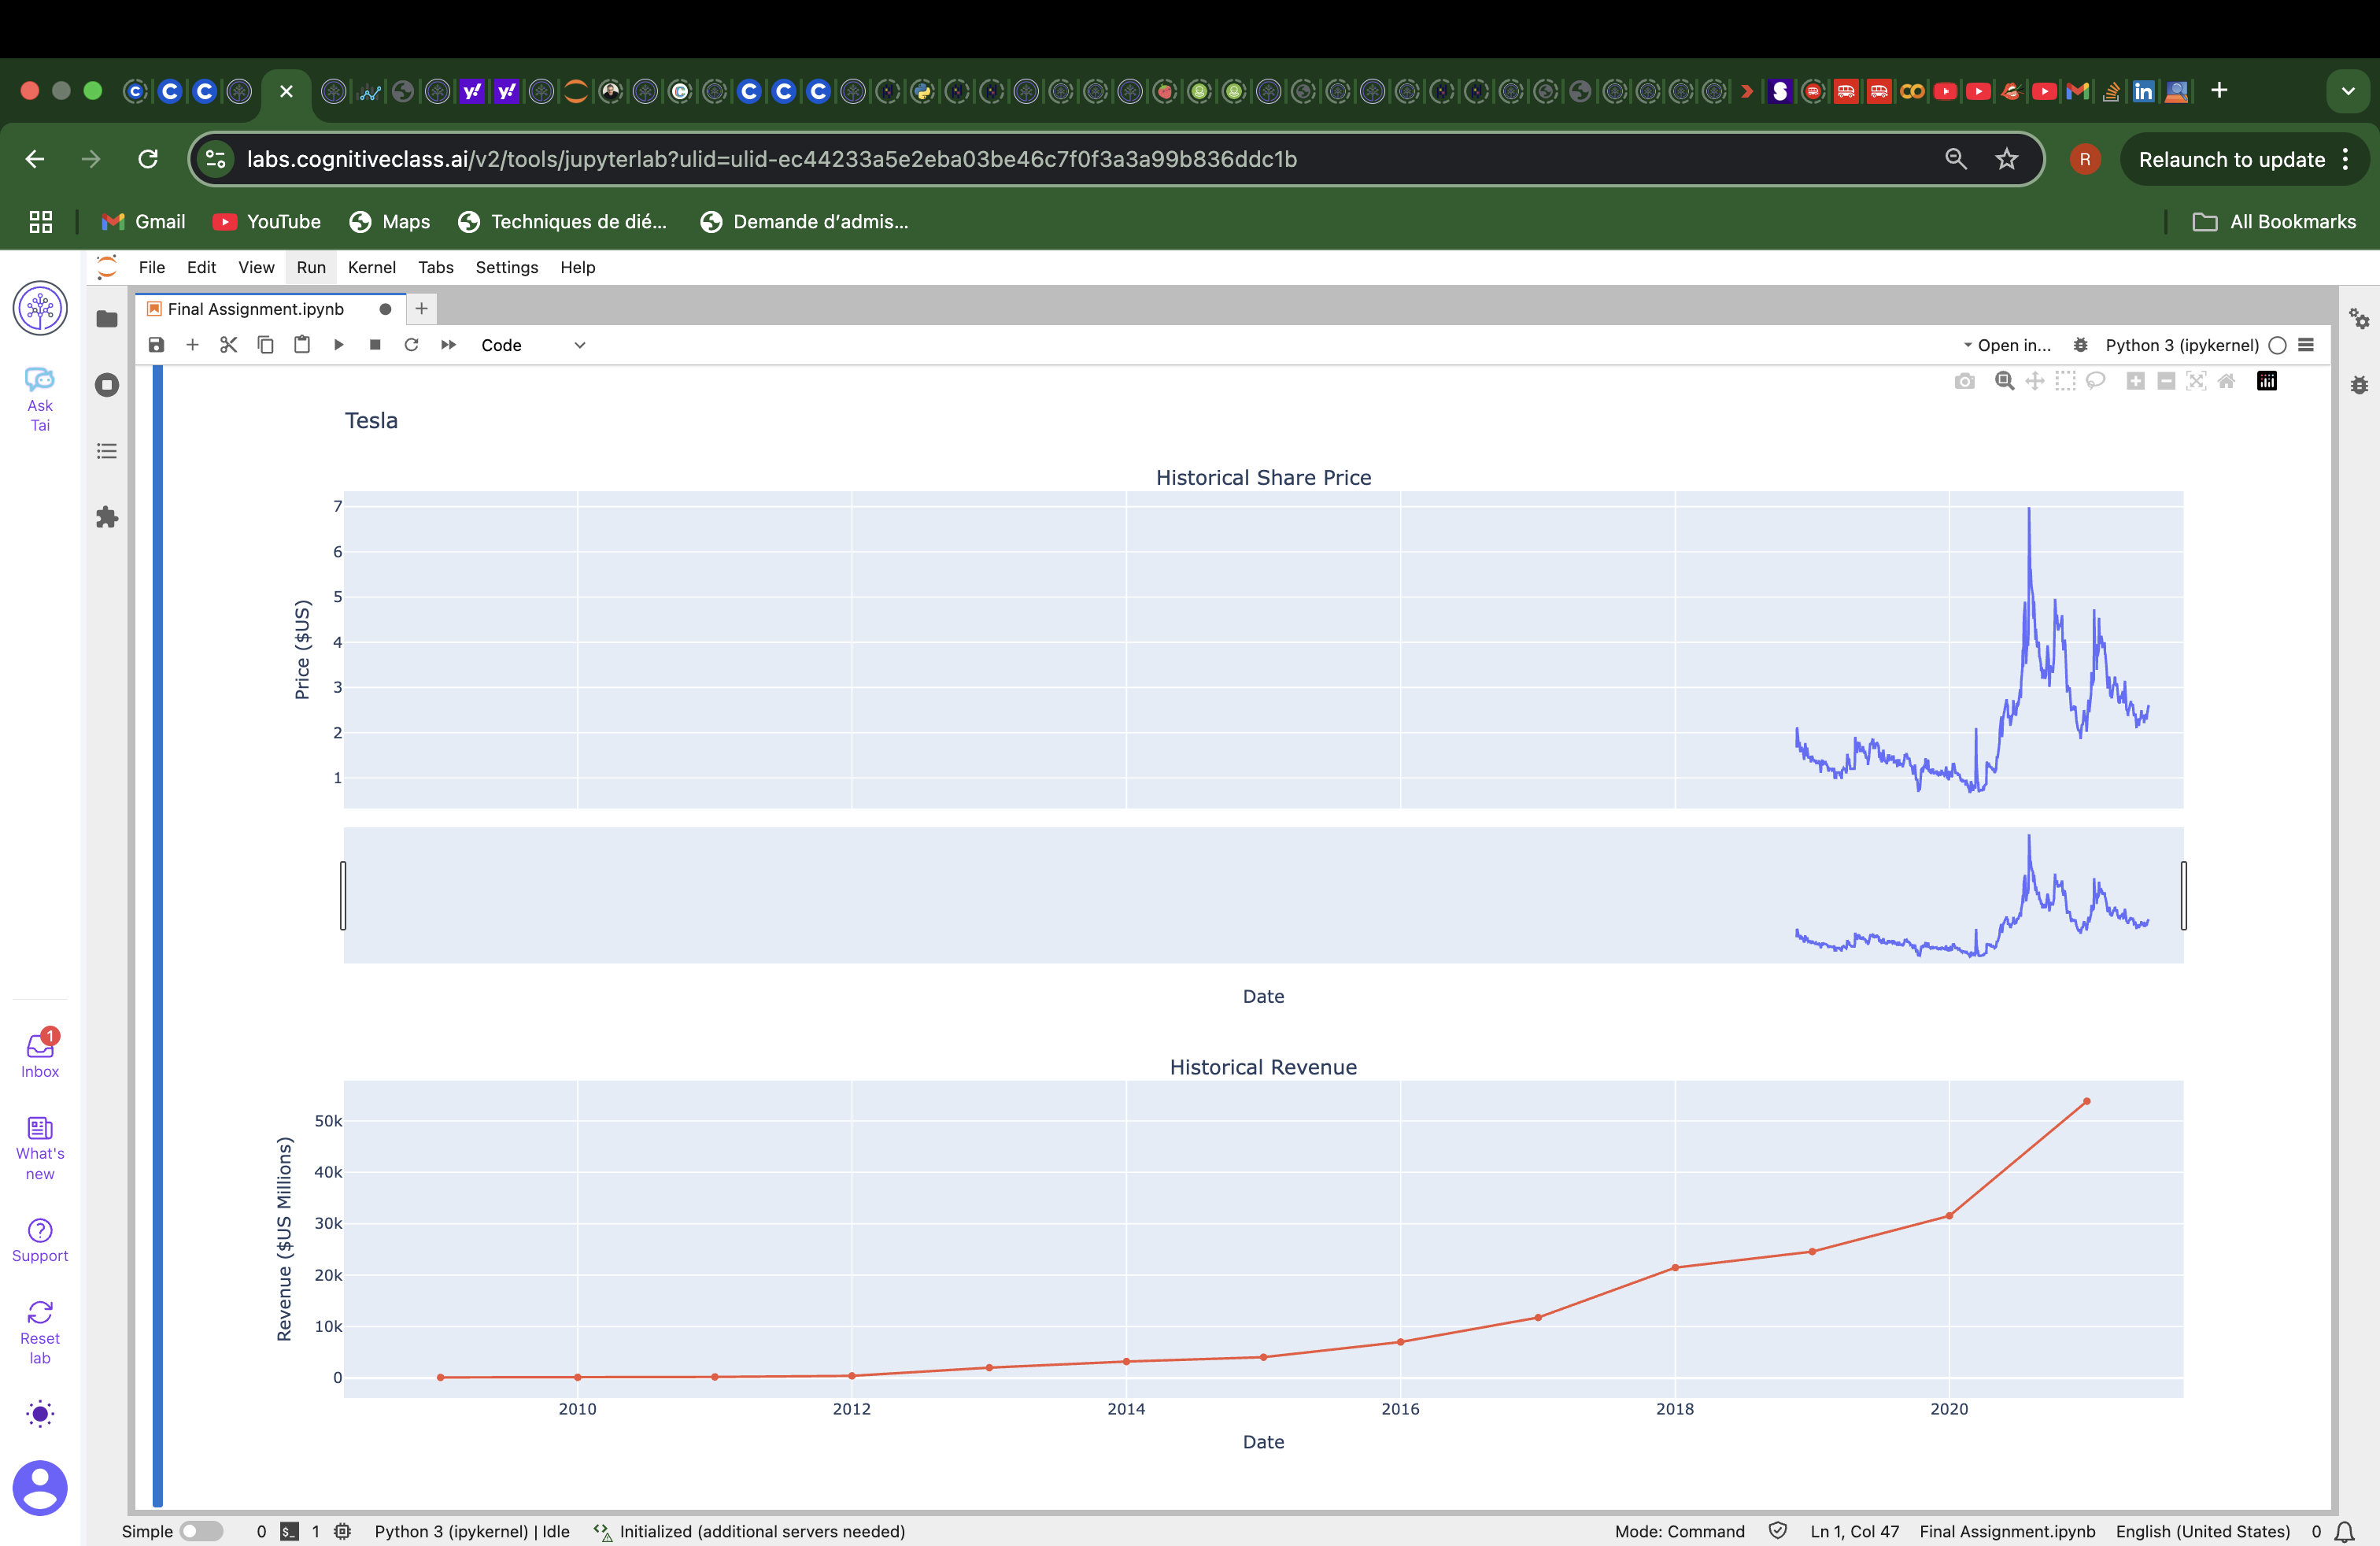 labs.cognitiveclass.ai/v2/tools/jupyterlab?ulid=ulid-ec44233a5e2eba03be46c7f0f3a3a99b836ddc1b
R
Relaunch to update
Gmail
YouTube
Maps
Techniques de dié...
Demande d'admis...
All Bookmarks
File Edit View Run Kernel Tabs Settings Help
Final Assignment.ipynb
Code
Open in...
Python 3 (ipykernel)
Ask
Tai
Tesla
Historical Share Price
7
6
5
4
3
2
1
Price ($US)
Date
Historical Revenue
50k
40k
30k
20k
10k
0
Revenue ($US Millions)
2010 2012 2014 2016 2018 2020
Date
1
Inbox
What's
new
Support
Reset
lab
Simple 0 1 Python 3 (ipykernel) | Idle Initialized (additional servers needed) Mode: Command Ln 1, Col 47 Final Assignment.ipynb English (United States) 0